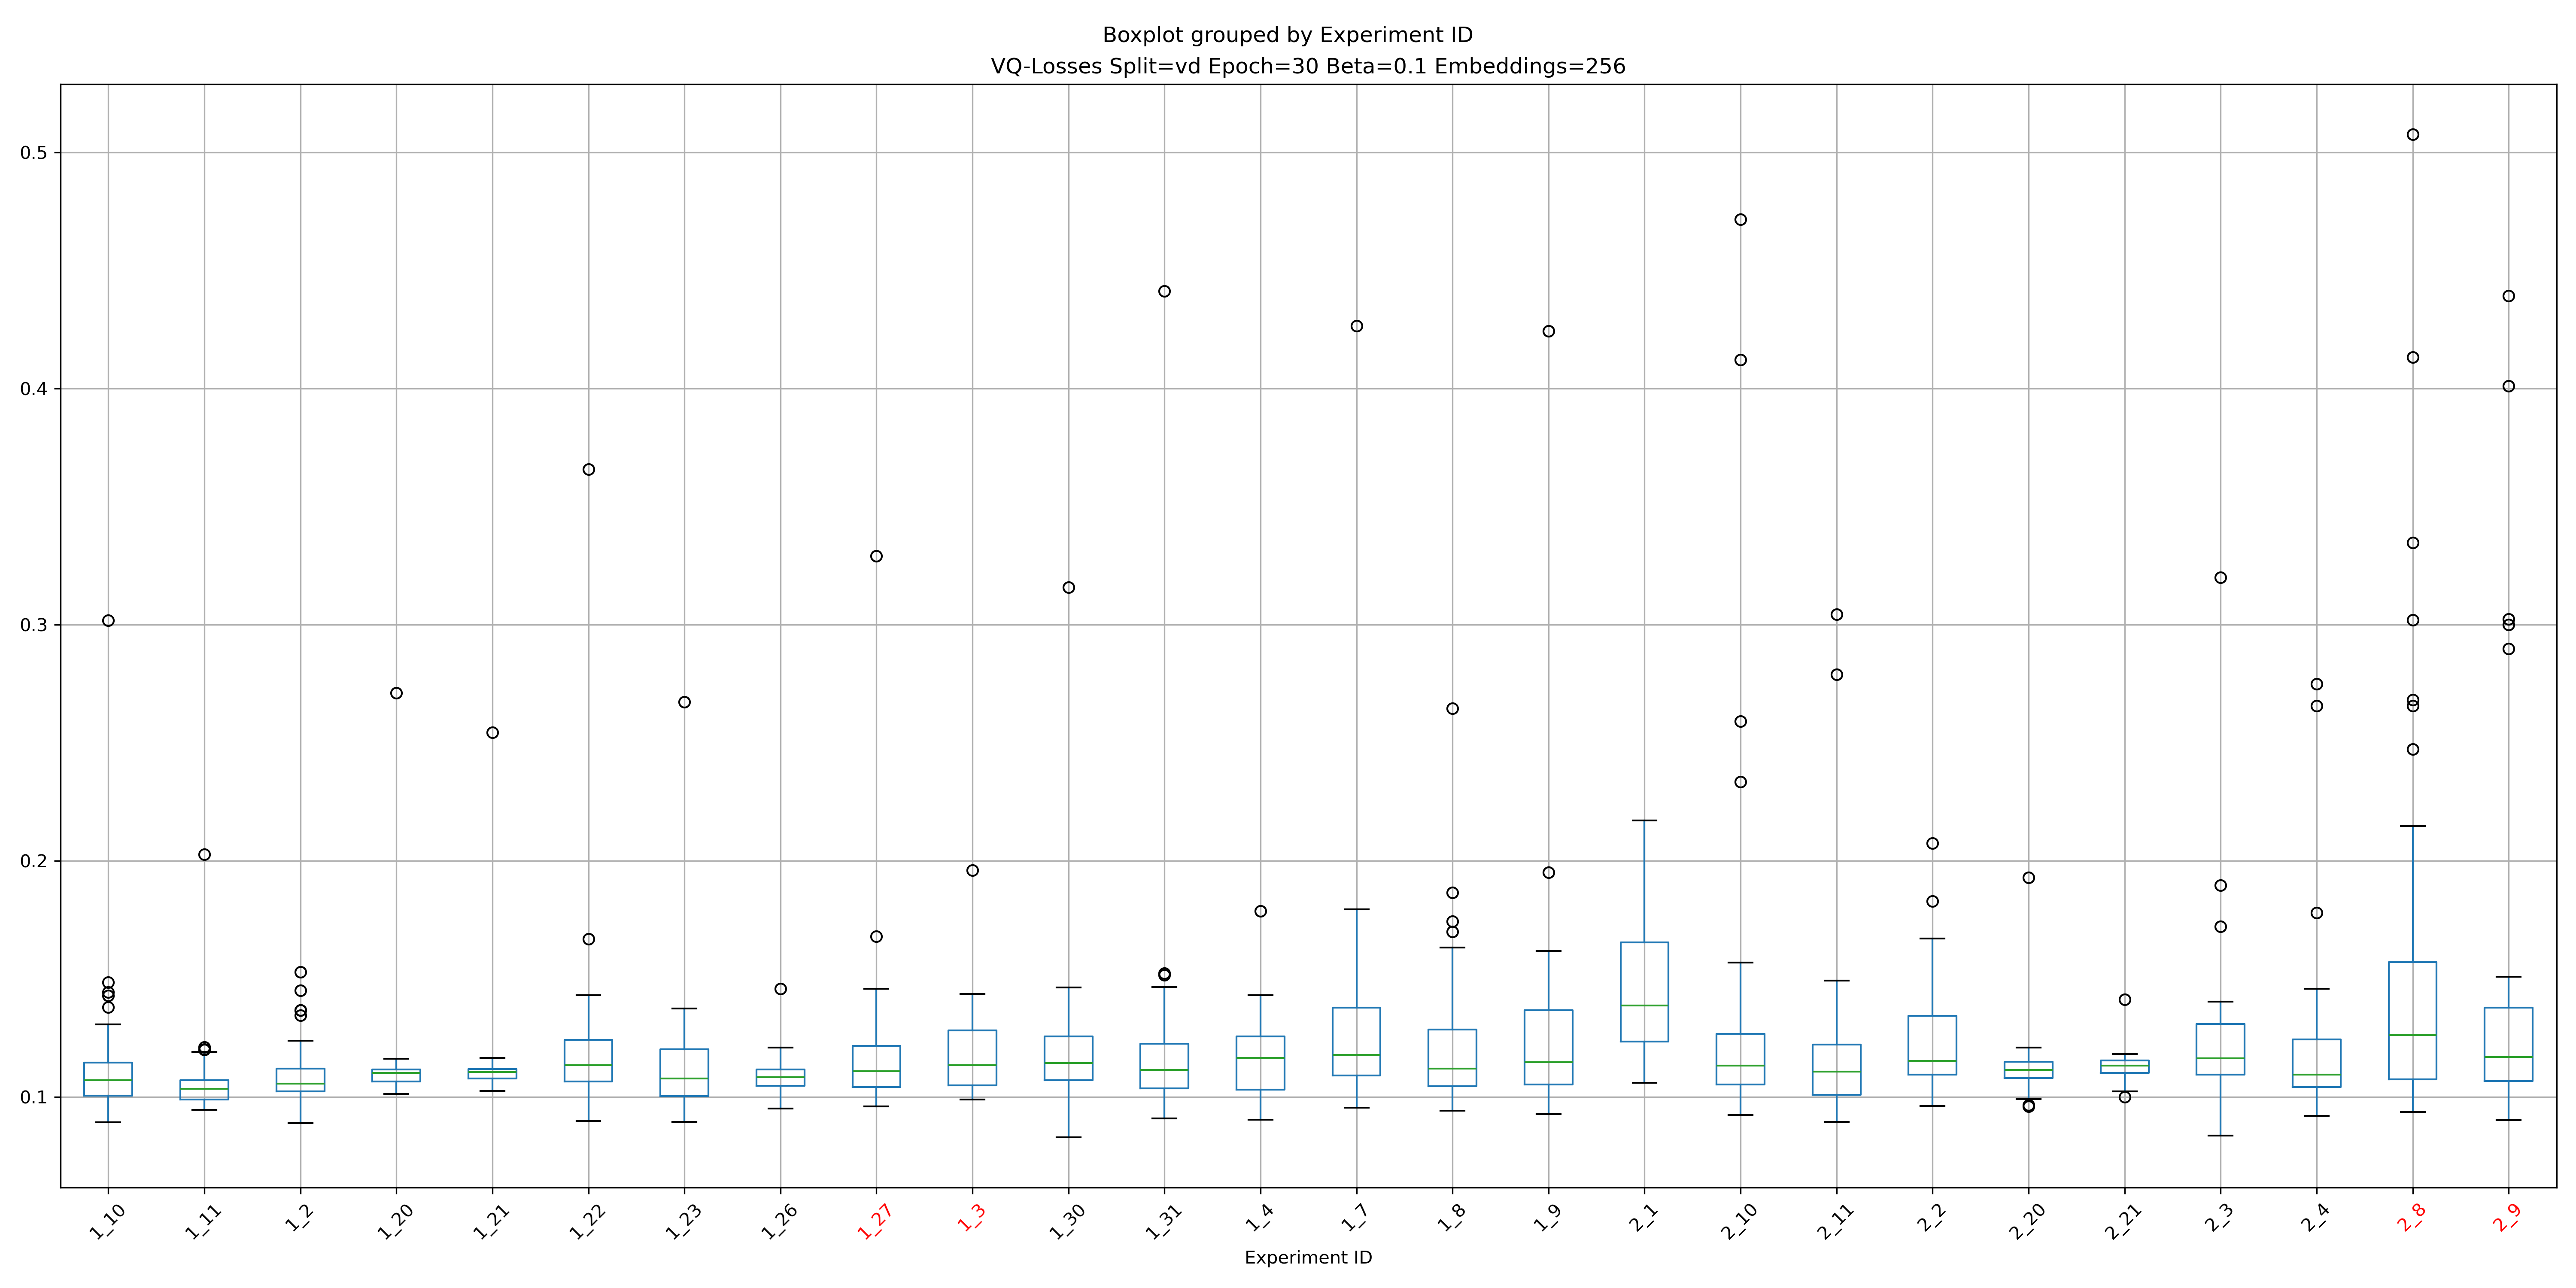 Boxplot grouped by Experiment ID
VQ-Losses Split=vd Epoch=30 Beta=0.1 Embeddings=256
0.5
0.4
0.3
0.2
0.1
1_10 1_11 1_2 1_20 1_21 1_22 1_23 1_26 1_27 1_3 1_30 1_31 1_4 1_7 1_8 1_9 2_1 2_10 2_11 2_2 2_20 2_21 2_3 2_4 2_8 2_9
Experiment ID